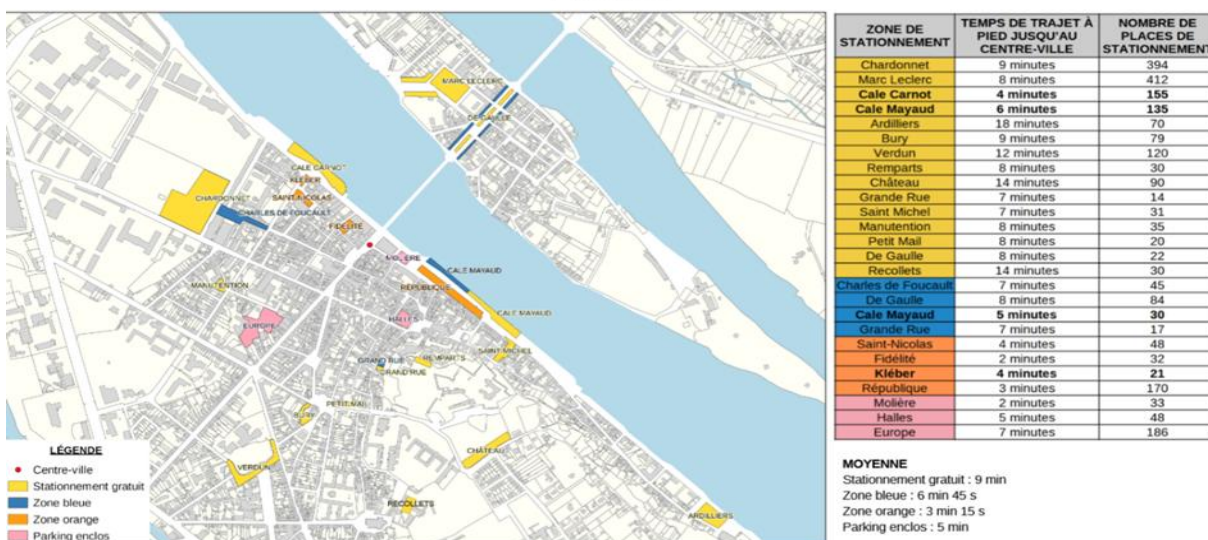 MARC LECLERC
DE GAULLE
CALE CARNOT
KLÉBER
SAINT-NICOLAS
CHARDONNET
CHARLES DE FOUCAULT
FIDÉLITÉ
MOLIÈRE
CALE MAYAUD
RÉPUBLIQUE
MANUTENTION
CALE MAYAUD
EUROPE
HALLES
SAINT MICHEL
GRAND RUE
REMPARTS
GRAND RUE
PETIT MAIL
BURY
CHÂTEAU
VERDUN
RECOLLETS
ARDILLIERS
LÉGENDE
Centre-ville
Stationnement gratuit
Zone bleue
Zone orange
Parking enclos
ZONE DE STATIONNEMENT TEMPS DE TRAJET À PIED JUSQU'AU CENTRE-VILLE NOMBRE DE PLACES DE STATIONNEMENT
Chardonnet 9 minutes 394
Marc Leclerc 8 minutes 412
Cale Carnot 4 minutes 155
Cale Mayaud 6 minutes 135
Ardilliers 18 minutes 70
Bury 9 minutes 79
Verdun 12 minutes 120
Remparts 8 minutes 30
Château 14 minutes 90
Grande Rue 7 minutes 14
Saint Michel 7 minutes 31
Manutention 8 minutes 35
Petit Mail 8 minutes 20
De Gaulle 8 minutes 22
Recollets 14 minutes 30
Charles de Foucault 7 minutes 45
De Gaulle 8 minutes 84
Cale Mayaud 5 minutes 30
Grande Rue 7 minutes 17
Saint-Nicolas 4 minutes 48
Fidélité 2 minutes 32
Kléber 4 minutes 21
République 3 minutes 170
Molière 2 minutes 33
Halles 5 minutes 48
Europe 7 minutes 186
MOYENNE
Stationnement gratuit : 9 min
Zone bleue : 6 min 45 s
Zone orange : 3 min 15 s
Parking enclos : 5 min